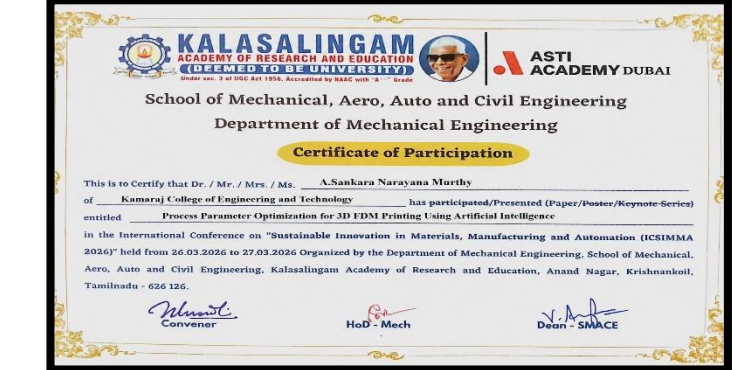 KALASALINGAM
ACADEMY OF RESEARCH AND EDUCATION
(DEEMED TO BE UNIVERSITY)
Under sec. 3 of UGC Act 1956. Accredited by NAAC with "A++" Grade
ASTI
ACADEMY DUBAI
School of Mechanical, Aero, Auto and Civil Engineering
Department of Mechanical Engineering
Certificate of Participation
This is to Certify that Dr. / Mr. / Mrs. / Ms. A.Sankara Narayana Murthy
of Kamaraj College of Engineering and Technology has participated/Presented (Paper/Poster/Keynote Series)
entitled Process Parameter Optimization for 3D FDM Printing Using Artificial Intelligence
in the International Conference on "Sustainable Innovation in Materials, Manufacturing and Automation (ICSIMMA
2026)" held from 26.03.2026 to 27.03.2026 Organized by the Department of Mechanical Engineering, School of Mechanical,
Aero, Auto and Civil Engineering, Kalasalingam Academy of Research and Education, Anand Nagar, Krishnankoil,
Tamilnadu - 626 126.
Convener
HoD - Mech
Dean - SMACE